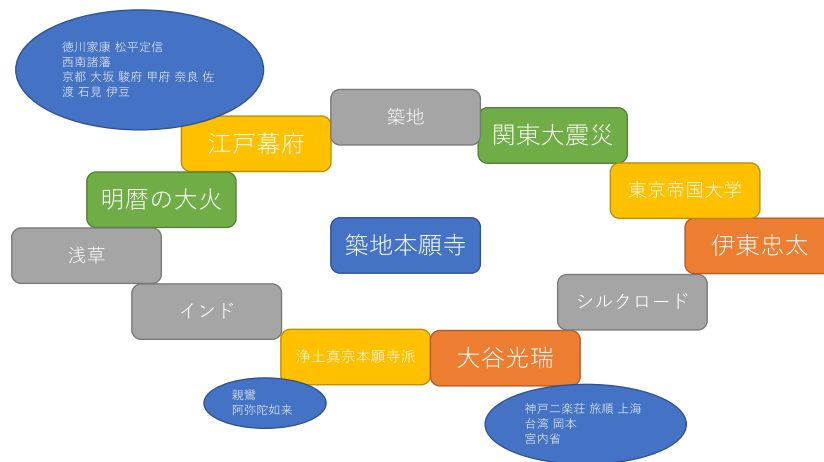 徳川家康 松平定信
西南諸藩
京都 大坂 駿府 甲府 奈良 佐
渡 石見 伊豆
築地
江戸幕府
関東大震災
明暦の大火
東京帝国大学
浅草
築地本願寺
伊東忠太
インド
シルクロード
浄土真宗本願寺派
大谷光瑞
親鸞
阿弥陀如来
神戸二楽荘 旅順 上海
台湾 岡本
宮内省